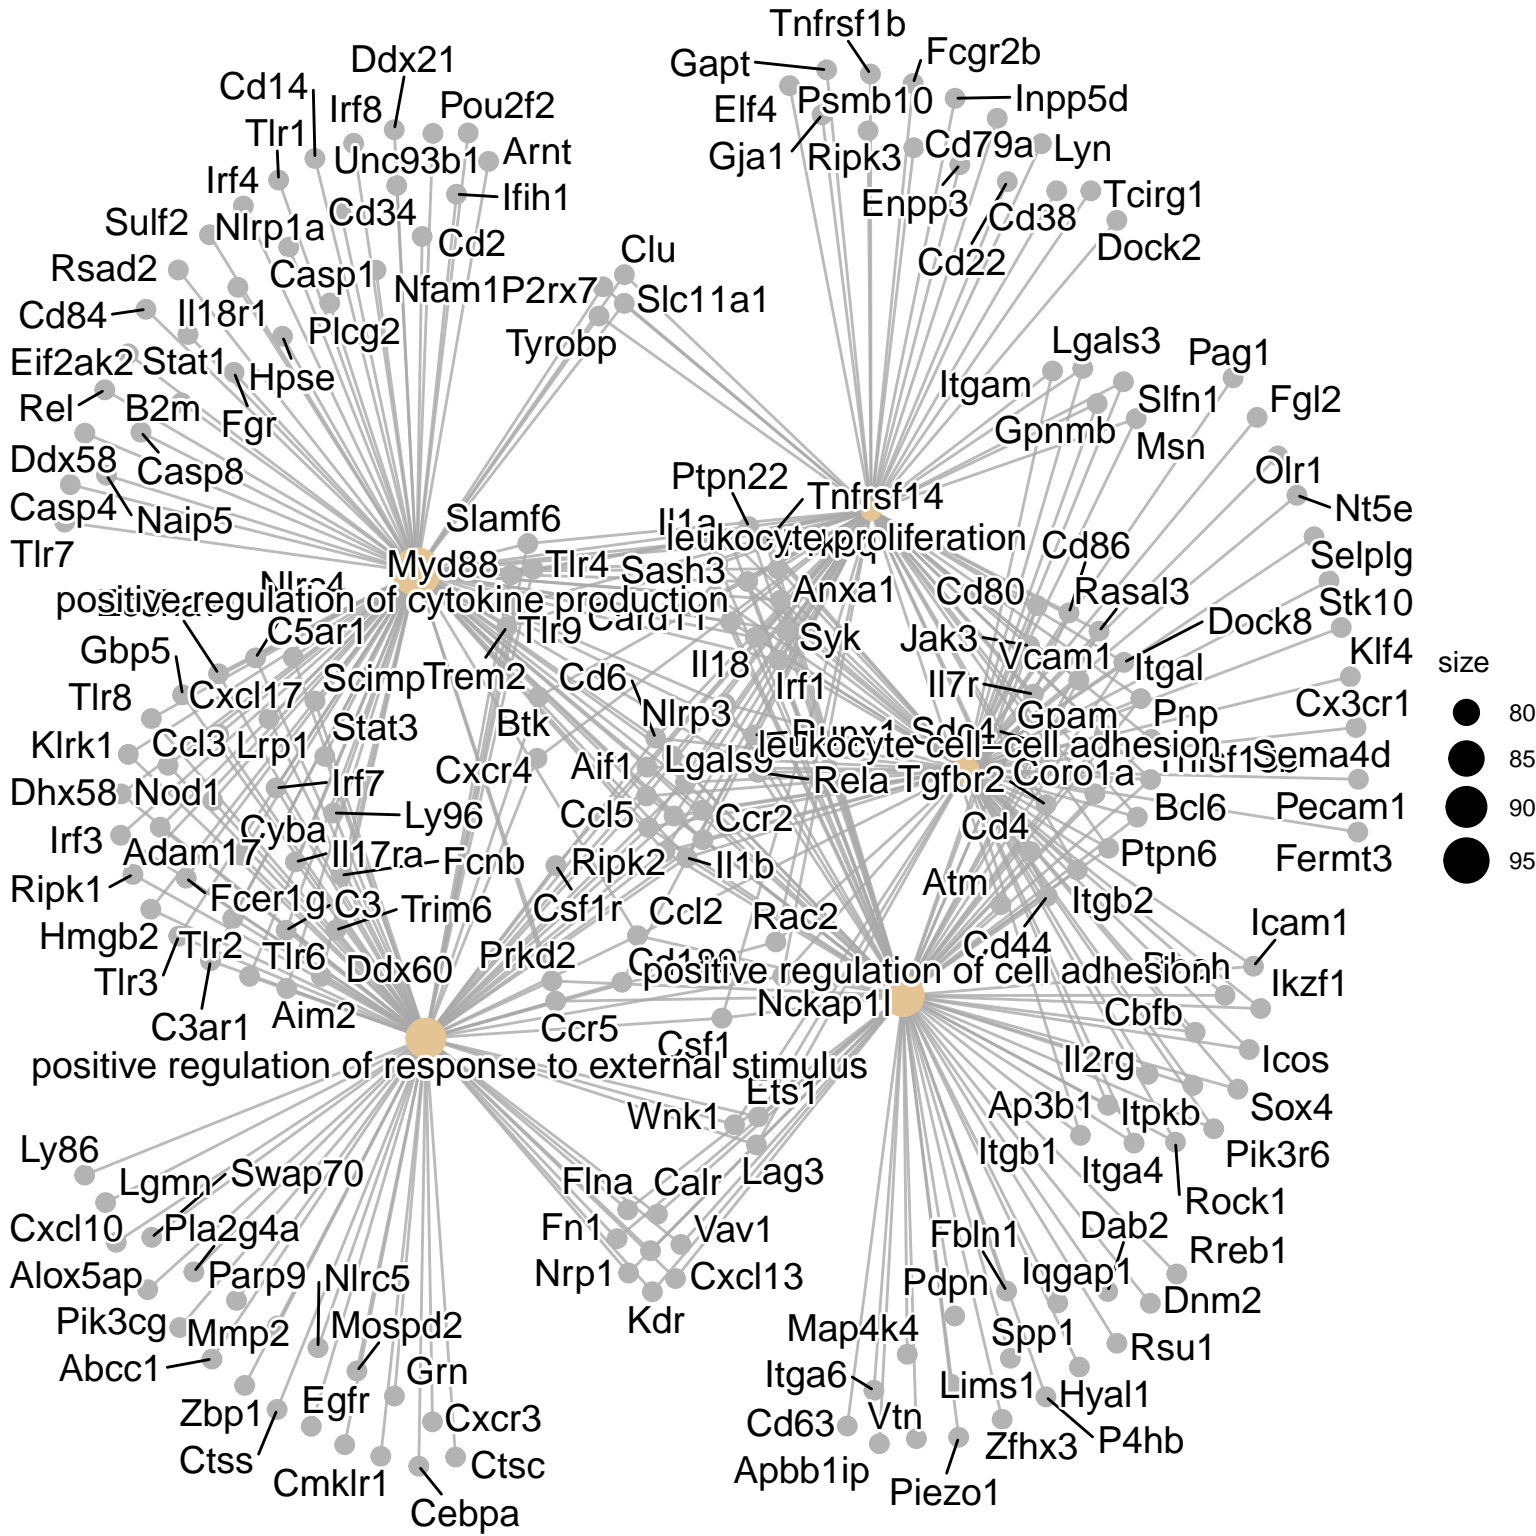 Tnfrsf1b
Ddx21
Gapt
Fcgr2b
Cd14
Irf8
Pou2f2
Elf4
Psmb10
Inpp5d
Tlr1
Unc93b1
Arnt
Gja1
Ripk3
Cd79a
Lyn
Irf4
Ifih1
Enpp3
Tcirg1
Sulf2
Nlrp1a
Cd34
Cd2
Cd38
Dock2
Rsad2
Casp1
Nfam1
P2rx7
Clu
Slc11a1
Cd22
Cd84
Il18r1
Plcg2
Tyrobp
Lgals3
Pag1
Eif2ak2
Stat1
Hpse
Itgam
Slfn1
Fgl2
Rel
B2m
Fgr
Gpnmb
Msn
Ddx58
Casp8
Ptpn22
Olr1
Casp4
Naip5
Slamf6
Il1a
Tnfrsf14
Nt5e
Tlr7
Myd88
Tlr4
Sash3
leukocyte proliferation
Cd86
Selplg
Nlrc4
Anxa1
Cd80
Rasal3
Stk10
positive regulation of cytokine production
Card11
Dock8
Gbp5
C5ar1
Tlr9
Syk
Jak3
Vcam1
Itgal
Klf4
size
Tlr8
Cxcl17
Scimp
Trem2
Cd6
Il18
Irf1
Il7r
Gpam
Pnp
Cx3cr1
80
Klrk1
Ccl3
Lrp1
Stat3
Btk
Nlrp3
Runx1
Sdc4
leukocyte cell−cell adhesion
Sema4d
85
Dhx58
Nod1
Irf7
Cxcr4
Aif1
Lgals9
Rela
Tgfbr2
Coro1a
Bcl6
Pecam1
90
Irf3
Cyba
Ly96
Ccl5
Ccr2
Cd4
Adam17
Il17ra
Fcnb
Ripk2
Il1b
Ptpn6
Fermt3
95
Ripk1
Fcer1g
C3
Trim6
Csf1r
Ccl2
Rac2
Atm
Itgb2
Icam1
Hmgb2
Tlr2
Tlr6
Ddx60
Prkd2
Cd44
Tlr3
positive regulation of cell adhesion
Ikzf1
C3ar1
Aim2
Ccr5
Nckap1l
Cbfb
Csf1
Il2rg
Icos
positive regulation of response to external stimulus
Ets1
Wnk1
Ap3b1
Itpkb
Sox4
Ly86
Lag3
Itgb1
Itga4
Pik3r6
Lgmn
Swap70
Flna
Calr
Rock1
Cxcl10
Pla2g4a
Fn1
Vav1
Fbln1
Dab2
Rreb1
Alox5ap
Parp9
Nlrc5
Nrp1
Cxcl13
Pdpn
Iqgap1
Dnm2
Pik3cg
Mmp2
Mospd2
Kdr
Map4k4
Spp1
Rsu1
Abcc1
Grn
Itga6
Lims1
Hyal1
Zbp1
Egfr
Cxcr3
Cd63
Vtn
Zfhx3
P4hb
Ctss
Cmklr1
Ctsc
Apbb1ip
Piezo1
Cebpa